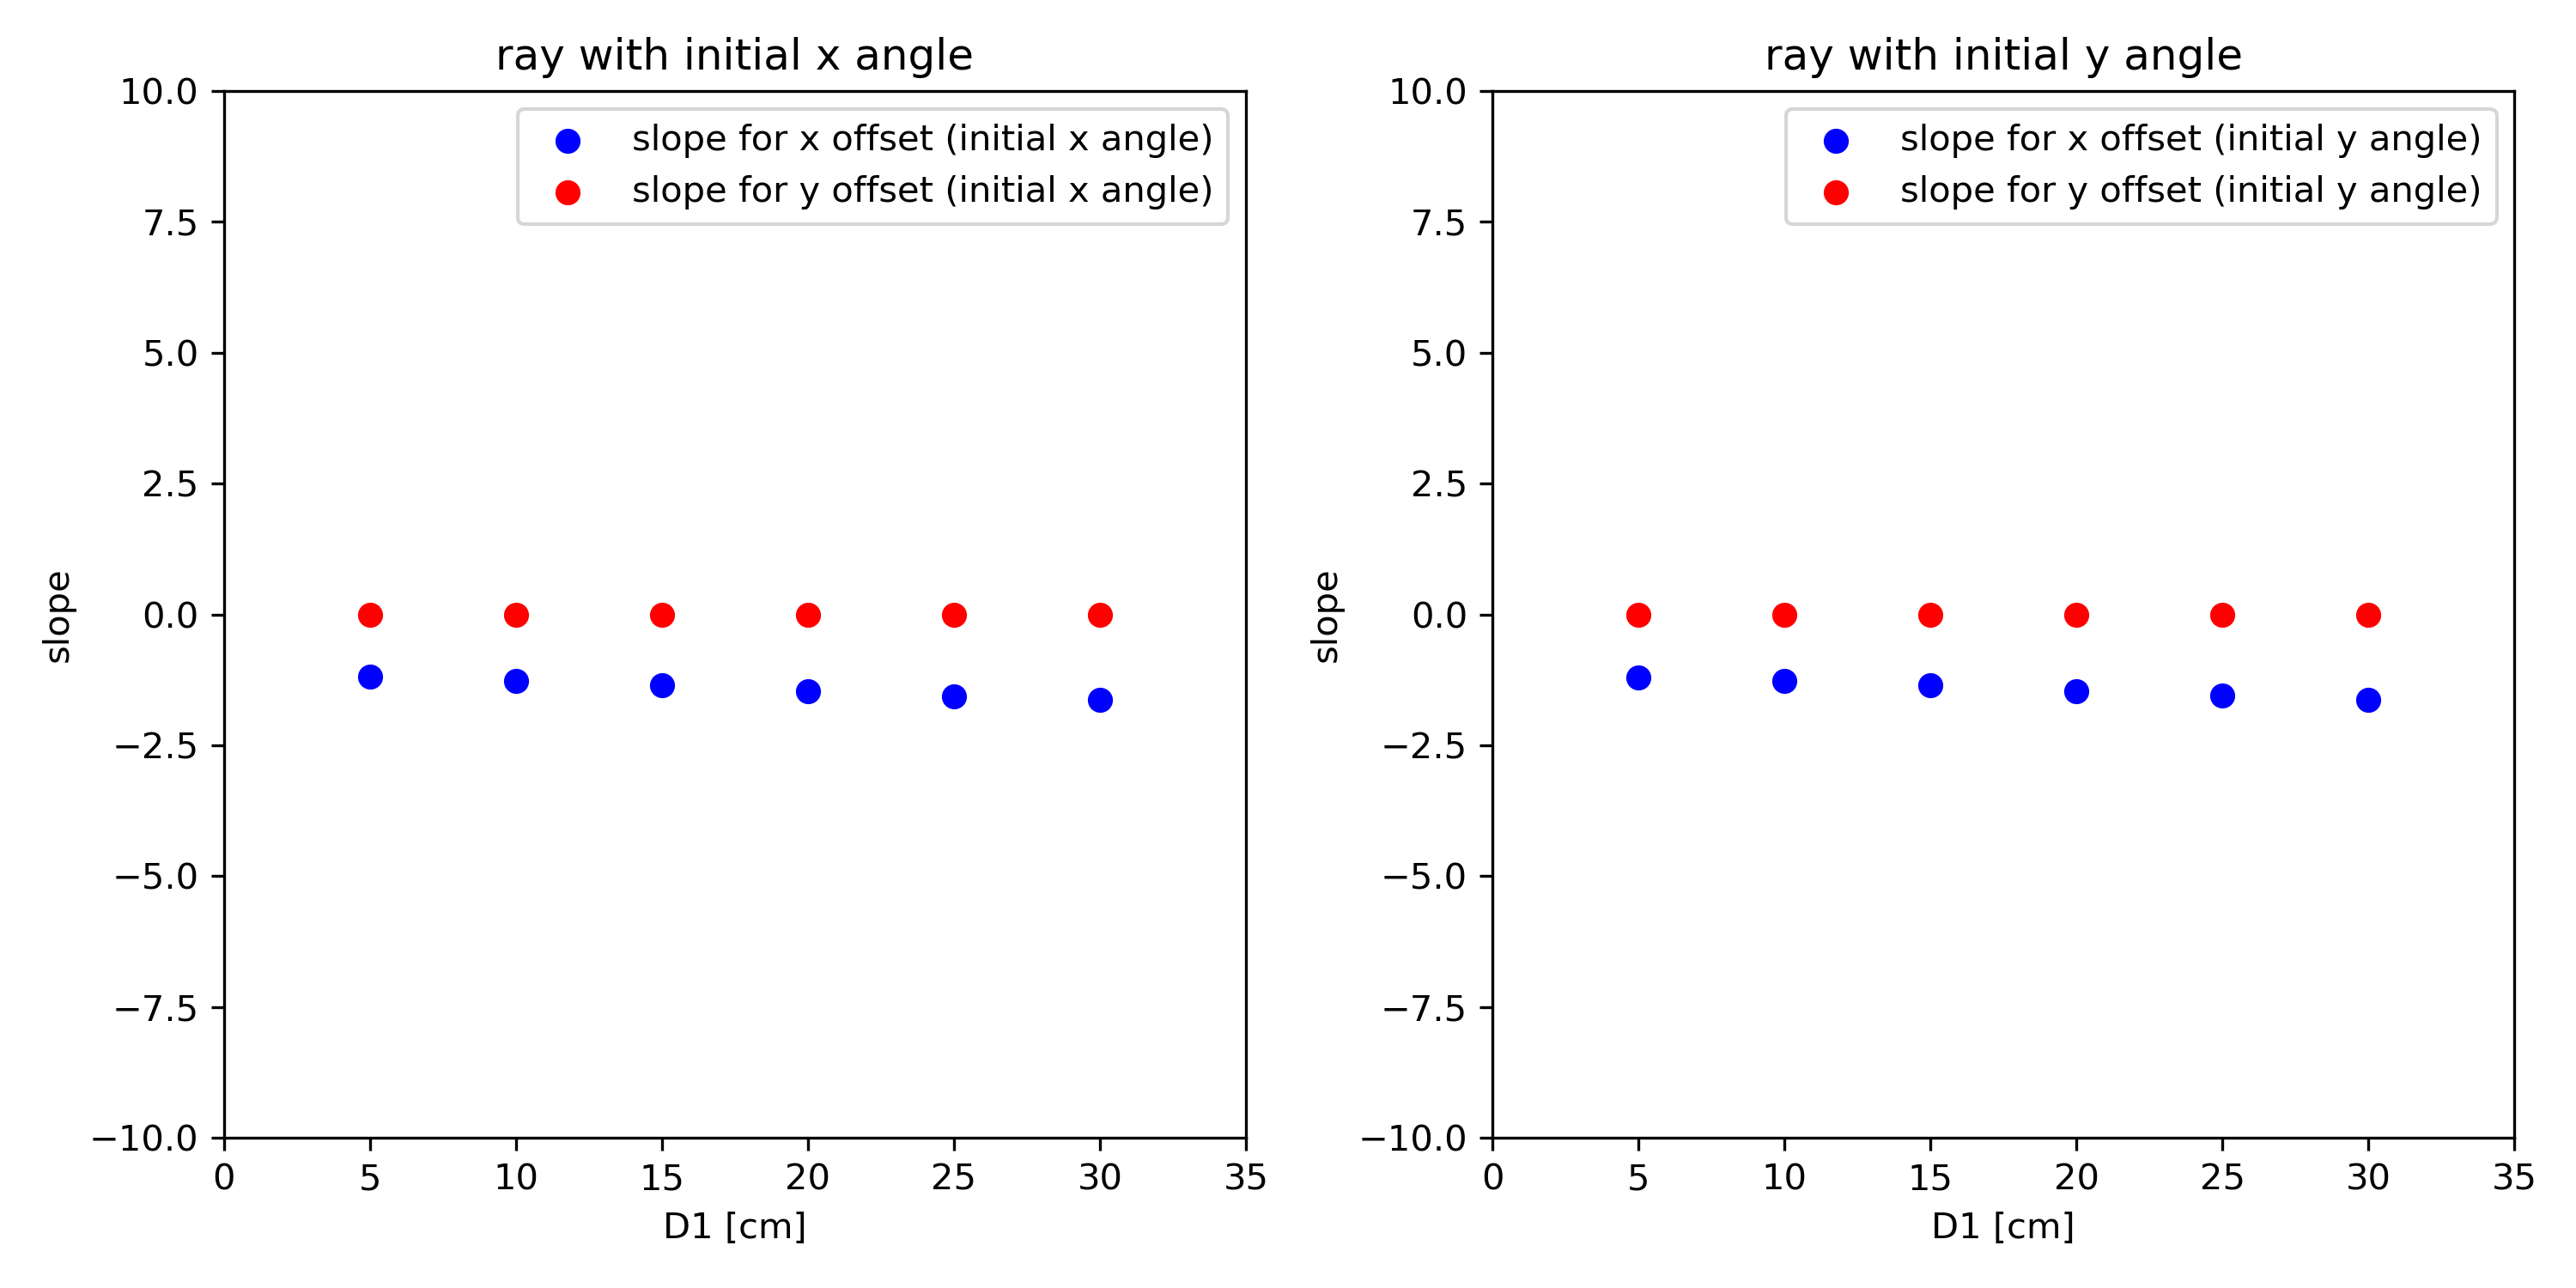 ray with initial x angle
slope for x offset (initial x angle)
slope for y offset (initial x angle)
10.0
7.5
5.0
2.5
0.0
−2.5
−5.0
−7.5
−10.0
slope
0 5 10 15 20 25 30 35
D1 [cm]
ray with initial y angle
slope for x offset (initial y angle)
slope for y offset (initial y angle)
10.0
7.5
5.0
2.5
0.0
−2.5
−5.0
−7.5
−10.0
slope
0 5 10 15 20 25 30 35
D1 [cm]